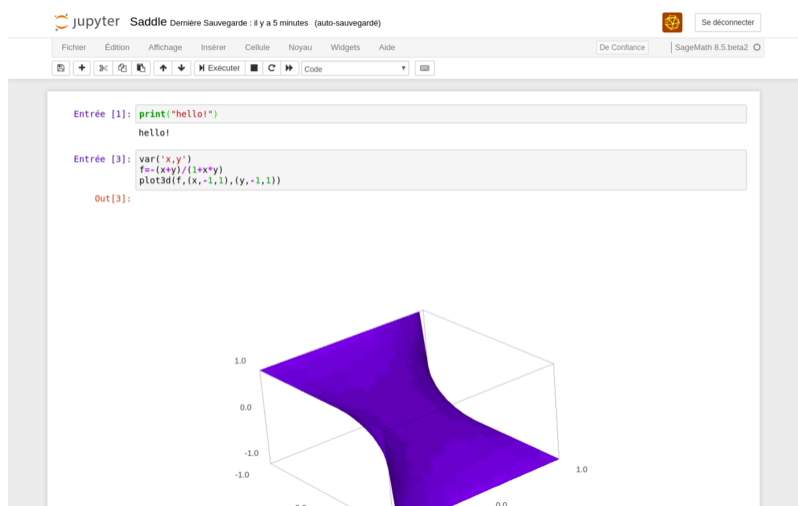 jupyter Saddle Dernière Sauvegarde : il y a 5 minutes (auto-sauvegardé) Se déconnecter
Fichier Édition Affichage Insérer Cellule Noyau Widgets Aide De Confiance SageMath 8.5.beta2
Exécuter Code
Entrée [1]: print("hello!")
hello!
Entrée [3]: var('x,y')
f=-(x+y)/(1+x*y)
plot3d(f,(x,-1,1),(y,-1,1))
Out[3]:
1.0
0.0
-1.0
-1.0
1.0
0.0